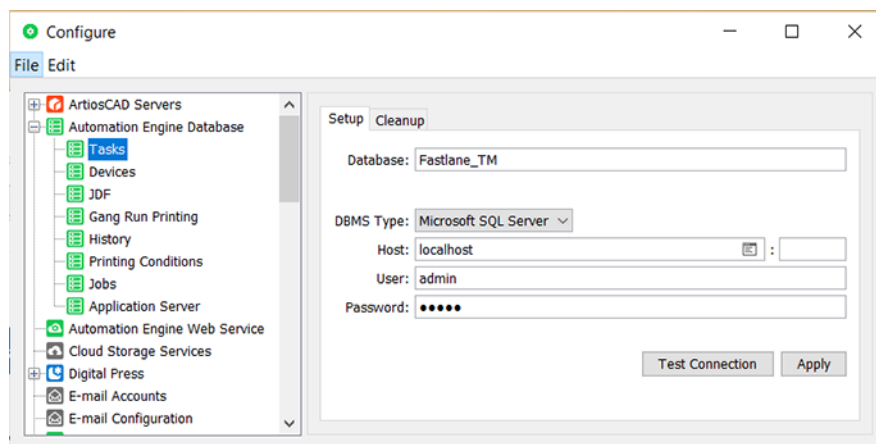 Configure
File Edit
ArtiosCAD Servers
Automation Engine Database
Tasks
Devices
JDF
Gang Run Printing
History
Printing Conditions
Jobs
Application Server
Automation Engine Web Service
Cloud Storage Services
Digital Press
E-mail Accounts
E-mail Configuration
Setup Cleanup
Database: Fastlane_TM
DBMS Type: Microsoft SQL Server
Host: localhost :
User: admin
Password: •••••
Test Connection Apply